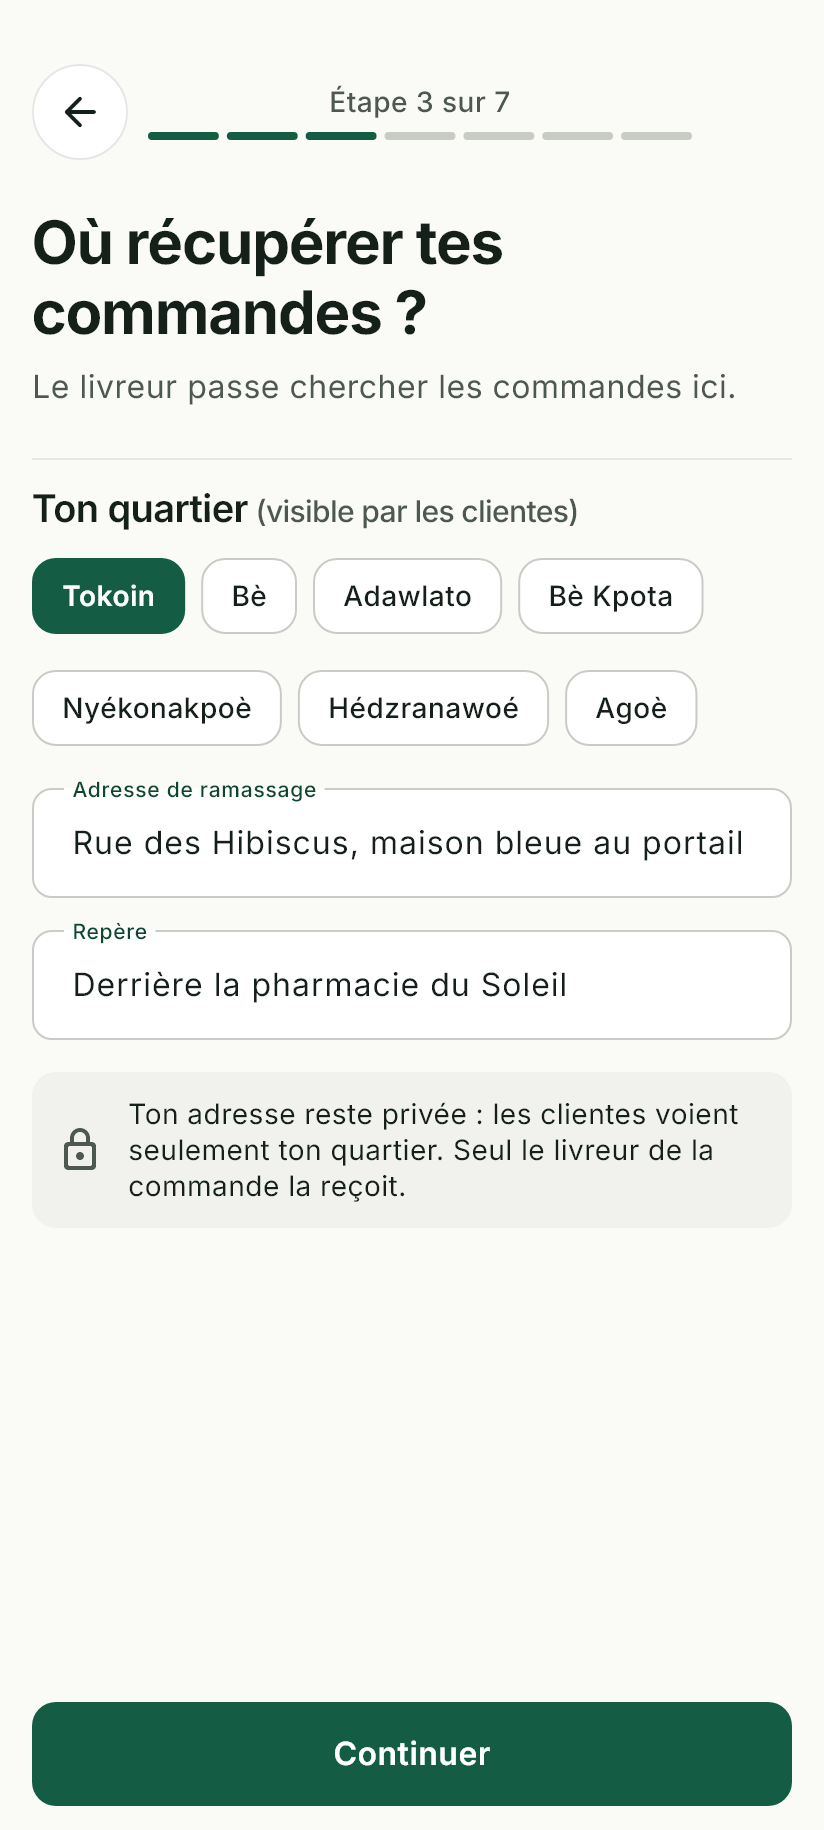 Étape 3 sur 7
Où récupérer tes
commandes ?
Le livreur passe chercher les commandes ici.
Ton quartier (visible par les clientes)
Tokoin Bè Adawlato Bè Kpota
Nyékonakpoè Hédzranawoé Agoè
Adresse de ramassage
Rue des Hibiscus, maison bleue au portail
Repère
Derrière la pharmacie du Soleil
Ton adresse reste privée : les clientes voient
seulement ton quartier. Seul le livreur de la
commande la reçoit.
Continuer